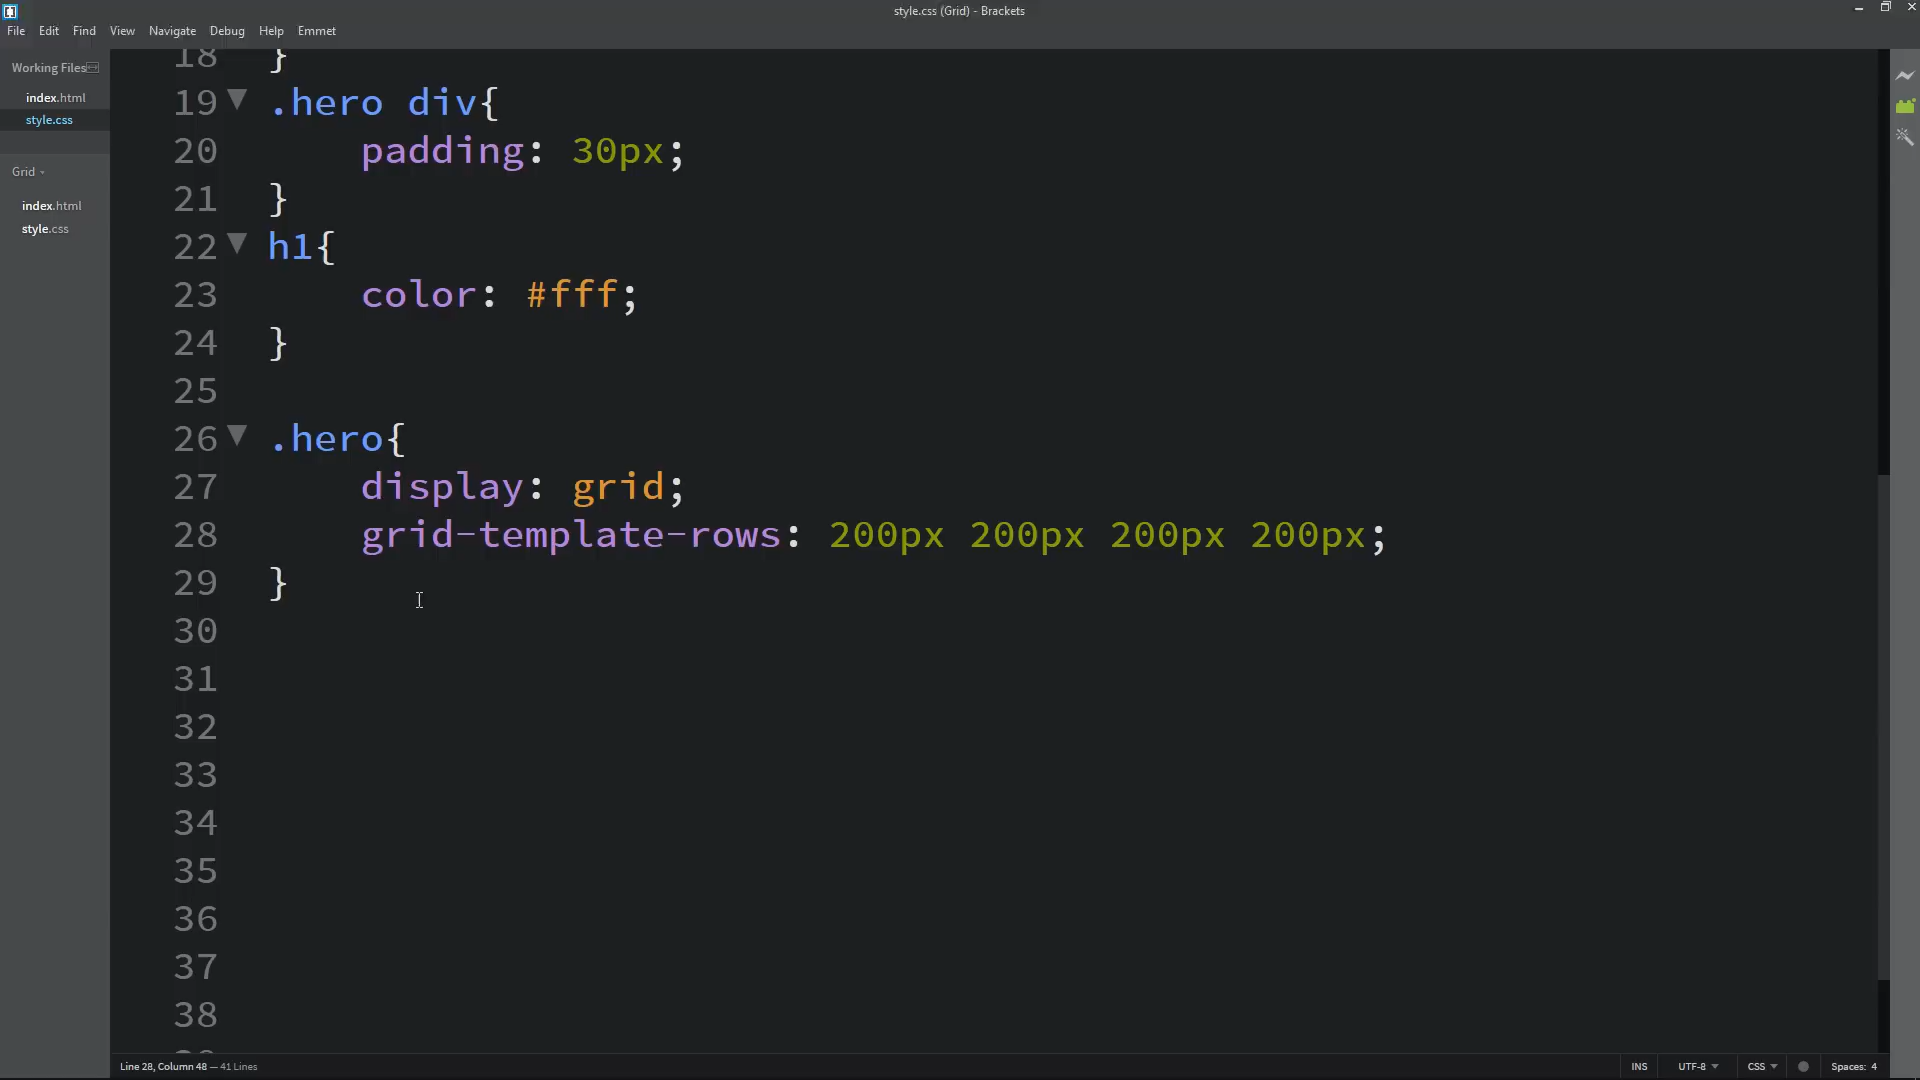 style.css (Grid) - Brackets
File Edit Find View Navigate Debug Help Emmet
Working Files
index.html
style.css
Grid
index.html
style.css
18 }
19 .hero div{
20 padding: 30px;
21 }
22 h1{
23 color: #fff;
24 }
25
26 .hero{
27 display: grid;
28 grid-template-rows: 200px 200px 200px 200px;
29 }
30
31
32
33
34
35
36
37
38
Line 28, Column 48 — 41 Lines
INS UTF-8 CSS Spaces: 4